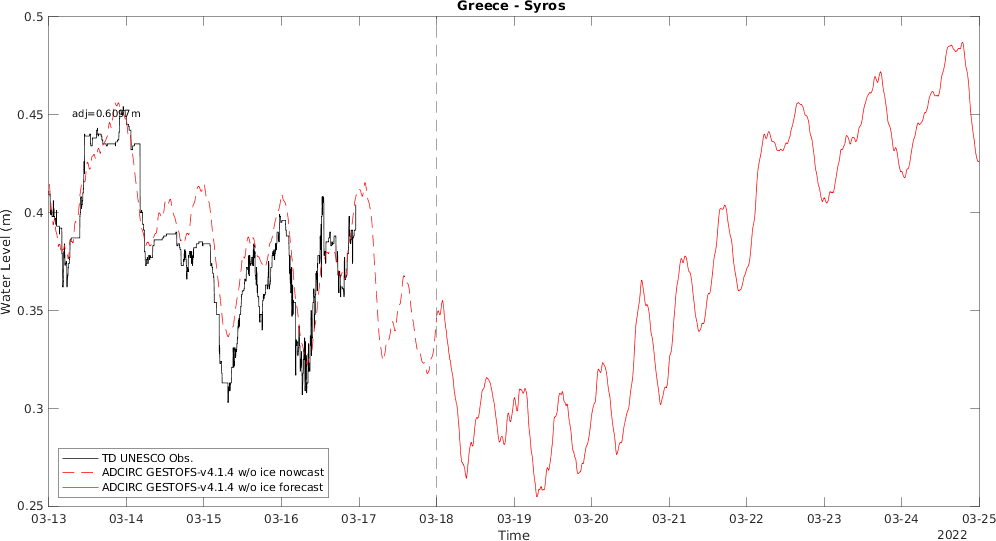 Greece - Syros
0.5
0.45
0.4
0.35
0.3
0.25
Water Level (m)
adj=0.6097m
TD UNESCO Obs.
ADCIRC GESTOFS-v4.1.4 w/o ice nowcast
ADCIRC GESTOFS-v4.1.4 w/o ice forecast
03-13 03-14 03-15 03-16 03-17 03-18 03-19 03-20 03-21 03-22 03-23 03-24 03-25
Time
2022